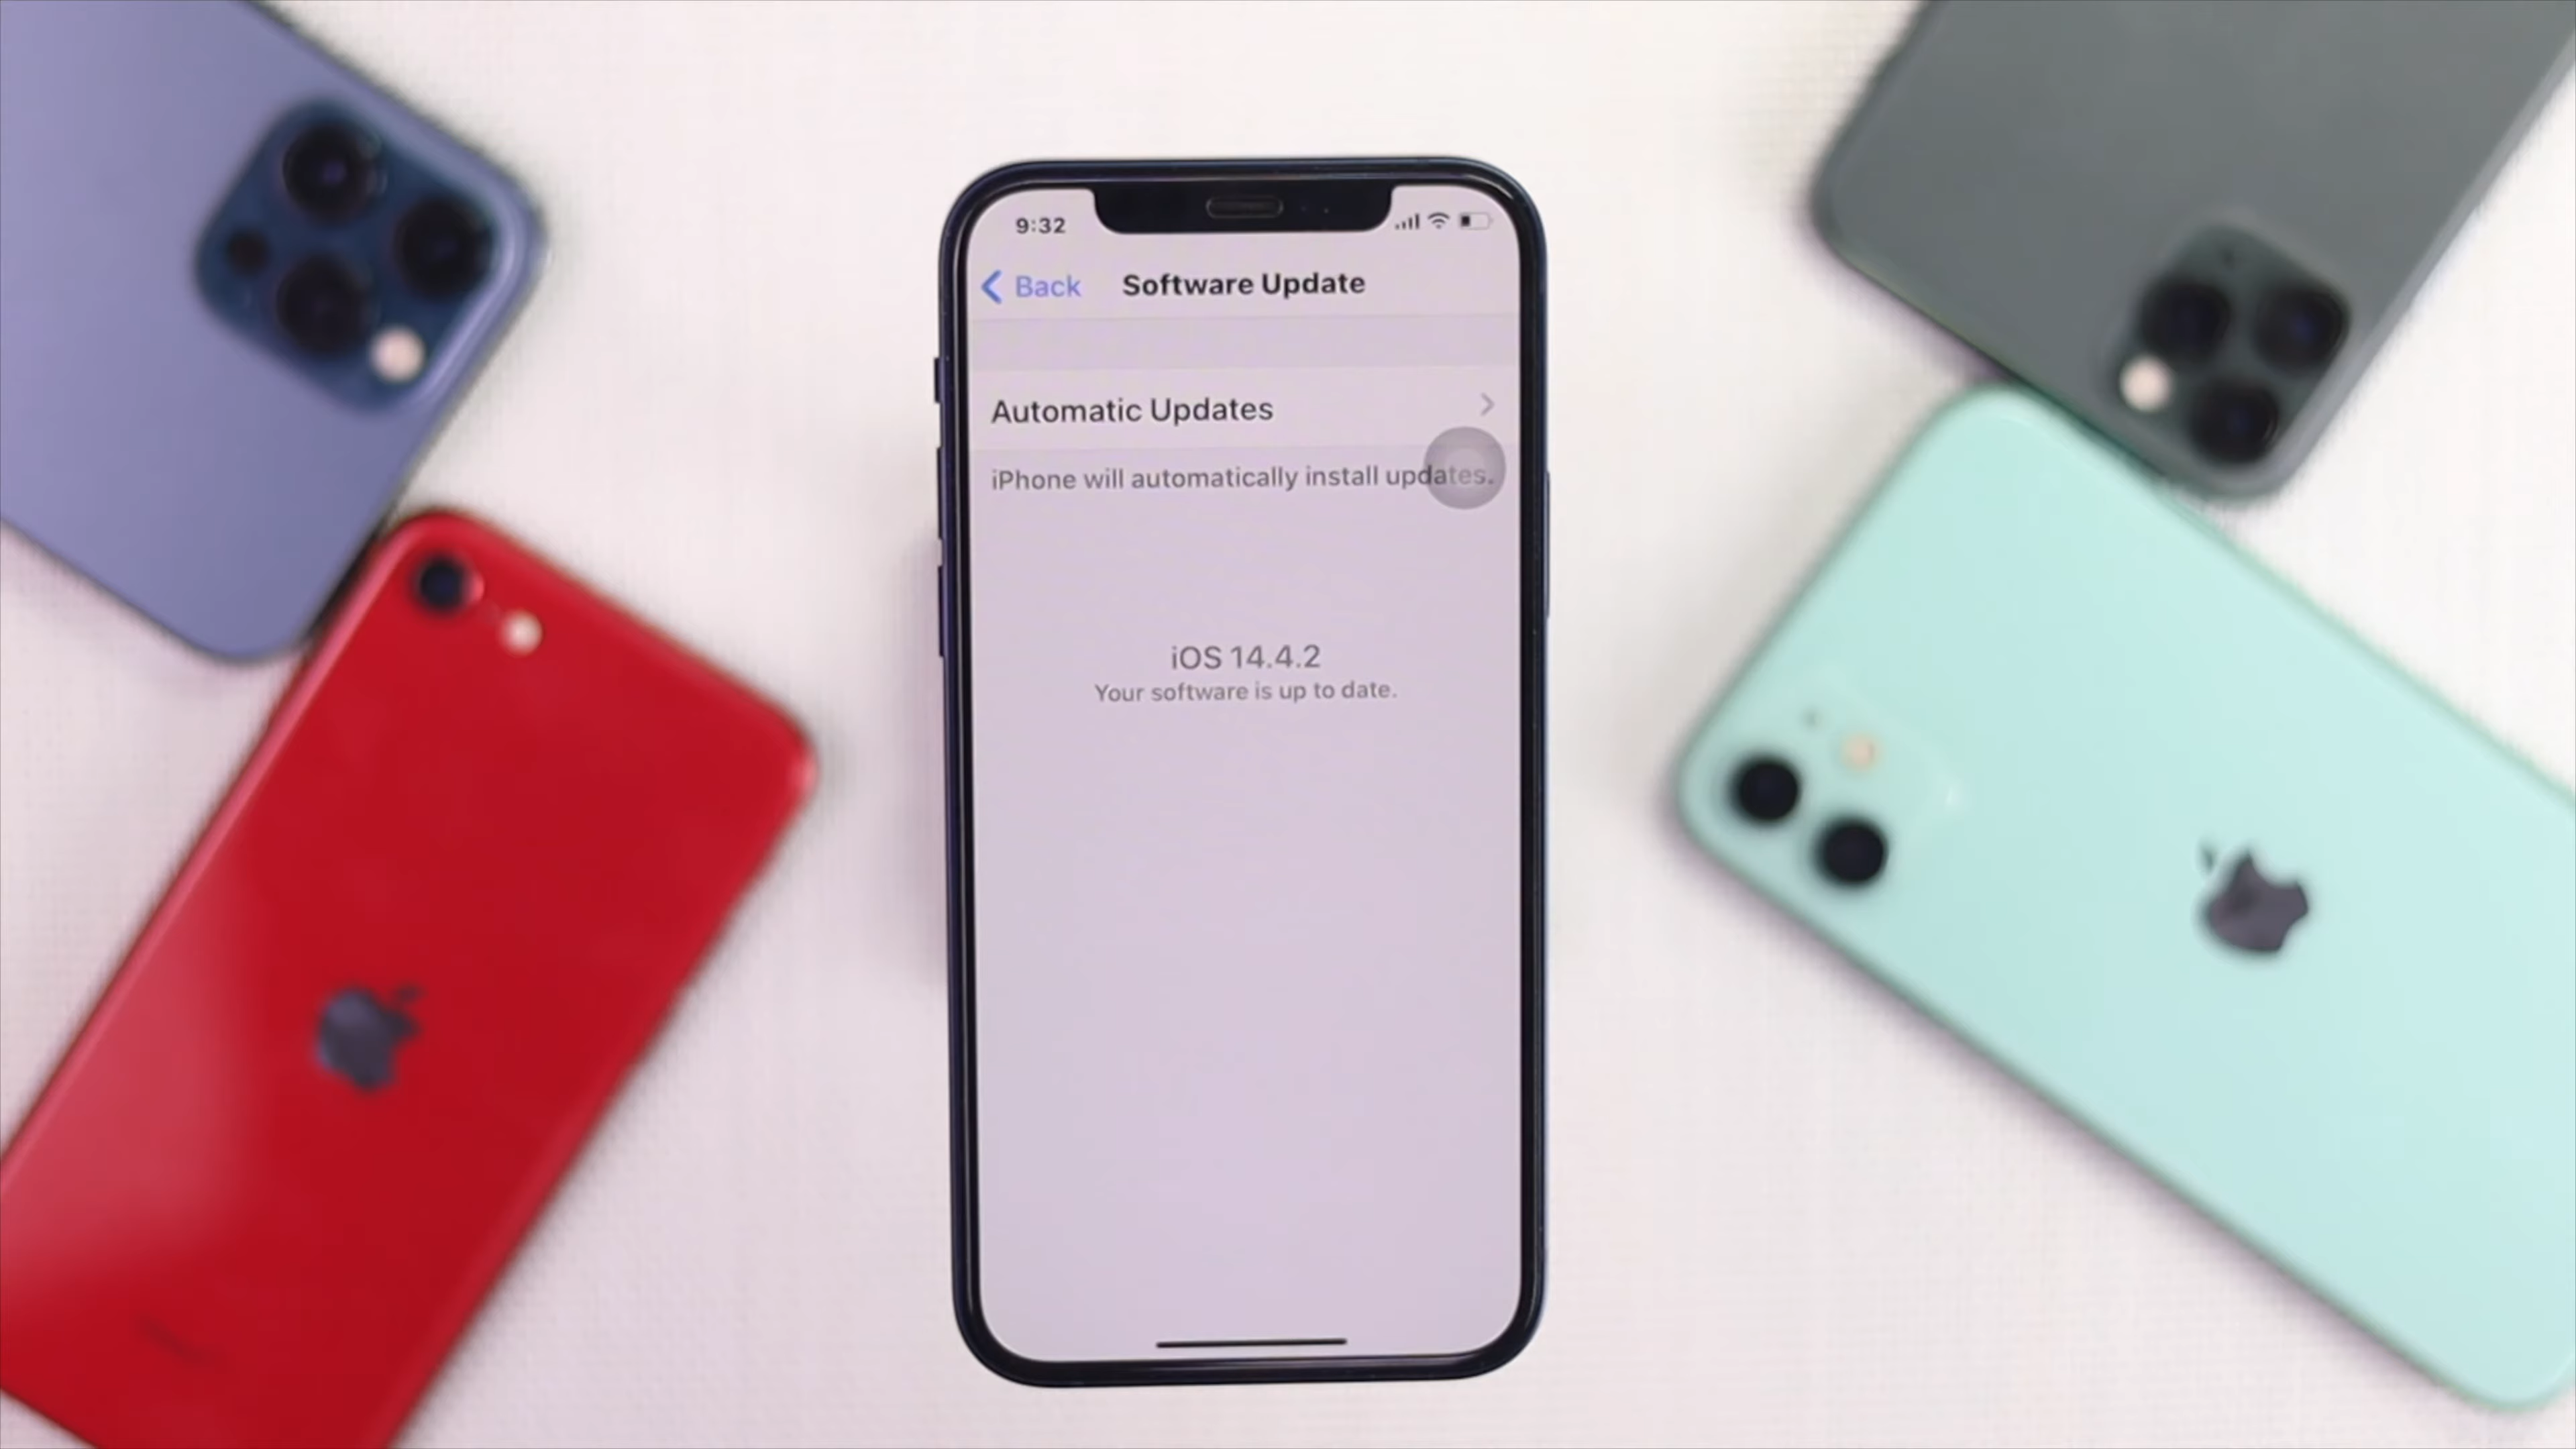 9:32
Back
Software Update
Automatic Updates
iPhone will automatically install updates.
iOS 14.4.2
Your software is up to date.